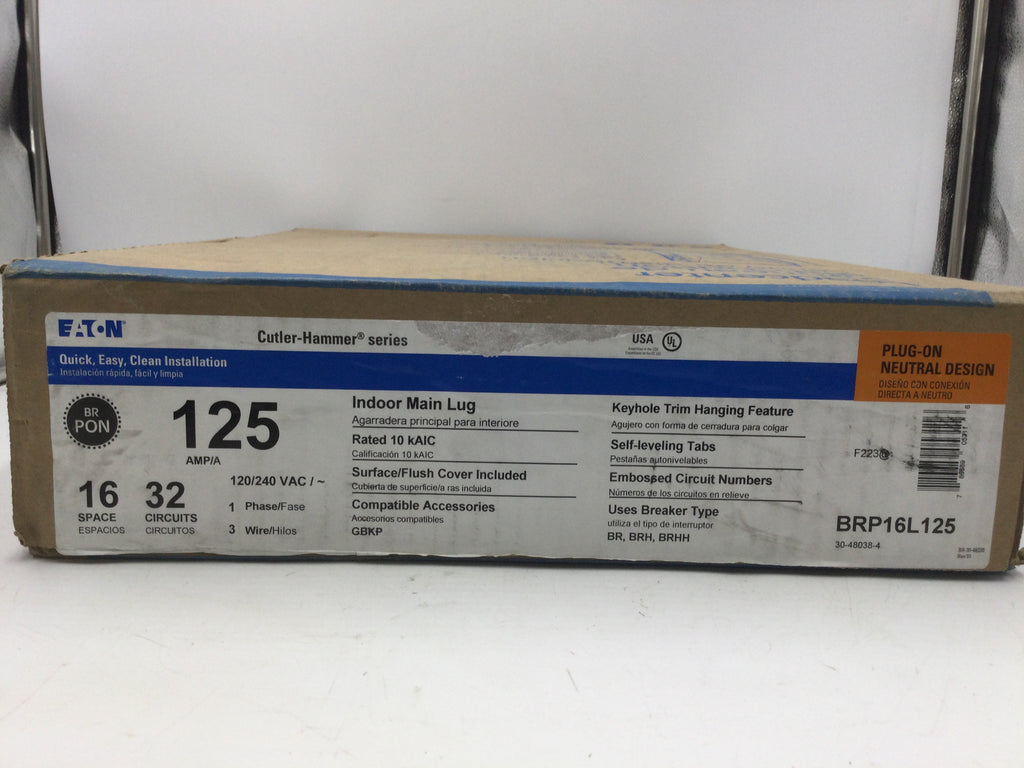 EATON
Cutler-Hammer® series
USA
UL
Quick, Easy, Clean Installation
Instalación rápida, fácil y limpia
PLUG-ON
NEUTRAL DESIGN
DISEÑO CON CONEXIÓN
DIRECTA A NEUTRO
BR
PON
125
AMP/A
16
SPACE
ESPACIOS
32
CIRCUITS
CIRCUITOS
120/240 VAC / ~
1 Phase/Fase
3 Wire/Hilos
Indoor Main Lug
Agarradera principal para interiore
Rated 10 kAIC
Calificación 10 kAIC
Surface/Flush Cover Included
Cubierta de superficie/a ras incluida
Compatible Accessories
Accesorios compatibles
GBKP
Keyhole Trim Hanging Feature
Agujero con forma de cerradura para colgar
Self-leveling Tabs
Pestañas autonivelables
Embossed Circuit Numbers
Números de los circuitos en relieve
Uses Breaker Type
utiliza el tipo de interruptor
BR, BRH, BRHH
BRP16L125
30-48038-4